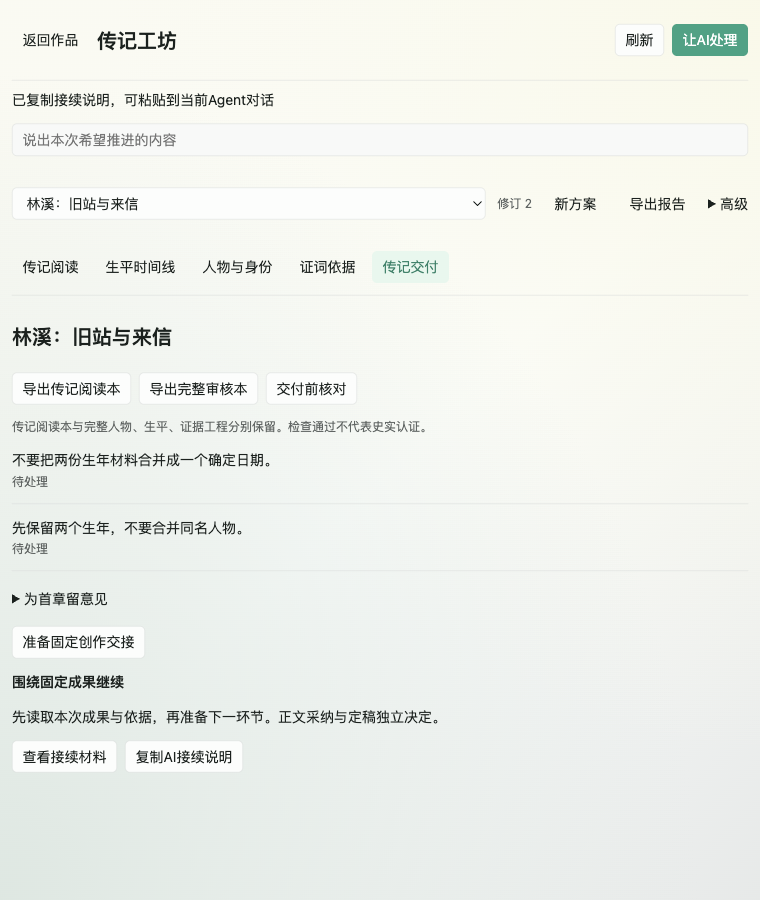 返回作品 传记工坊 刷新 让AI处理
已复制接续说明，可粘贴到当前Agent对话
说出本次希望推进的内容
林溪：旧站与来信 修订 2 新方案 导出报告 ▶ 高级
传记阅读 生平时间线 人物与身份 证词依据 传记交付
林溪：旧站与来信
导出传记阅读本 导出完整审核本 交付前核对
传记阅读本与完整人物、生平、证据工程分别保留。检查通过不代表史实认证。
不要把两份生年材料合并成一个确定日期。
待处理
先保留两个生年，不要合并同名人物。
待处理
▶ 为首章留意见
准备固定创作交接
围绕固定成果继续
先读取本次成果与依据，再准备下一环节。正文采纳与定稿独立决定。
查看接续材料 复制AI接续说明